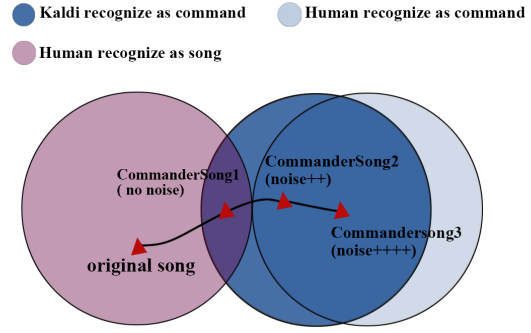 Kaldi recognize as command
Human recognize as command
Human recognize as song
CommanderSong1
( no noise)
CommanderSong2
(noise++)
Commandersong3
(noise++++)
original song